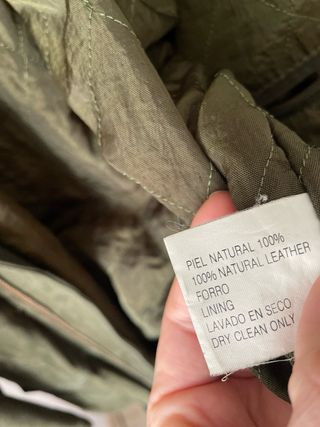 PIEL NATURAL 100%
100% NATURAL LEATHER
FORRO
LINING
LAVADO EN SECO
DRY CLEAN ONLY